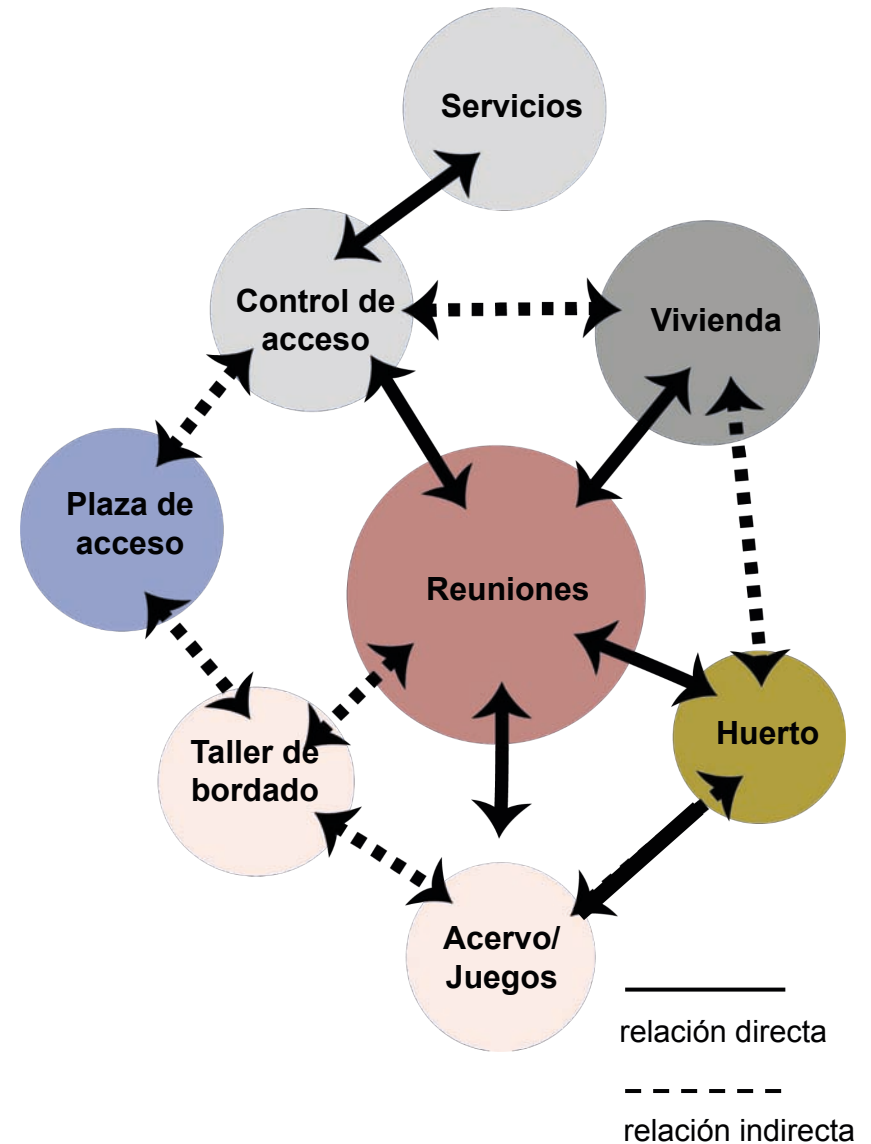 Servicios
Control de
acceso
Vivienda
Plaza de
acceso
Reuniones
Huerto
Taller de
bordado
Acervo/
Juegos
relación directa
relación indirecta